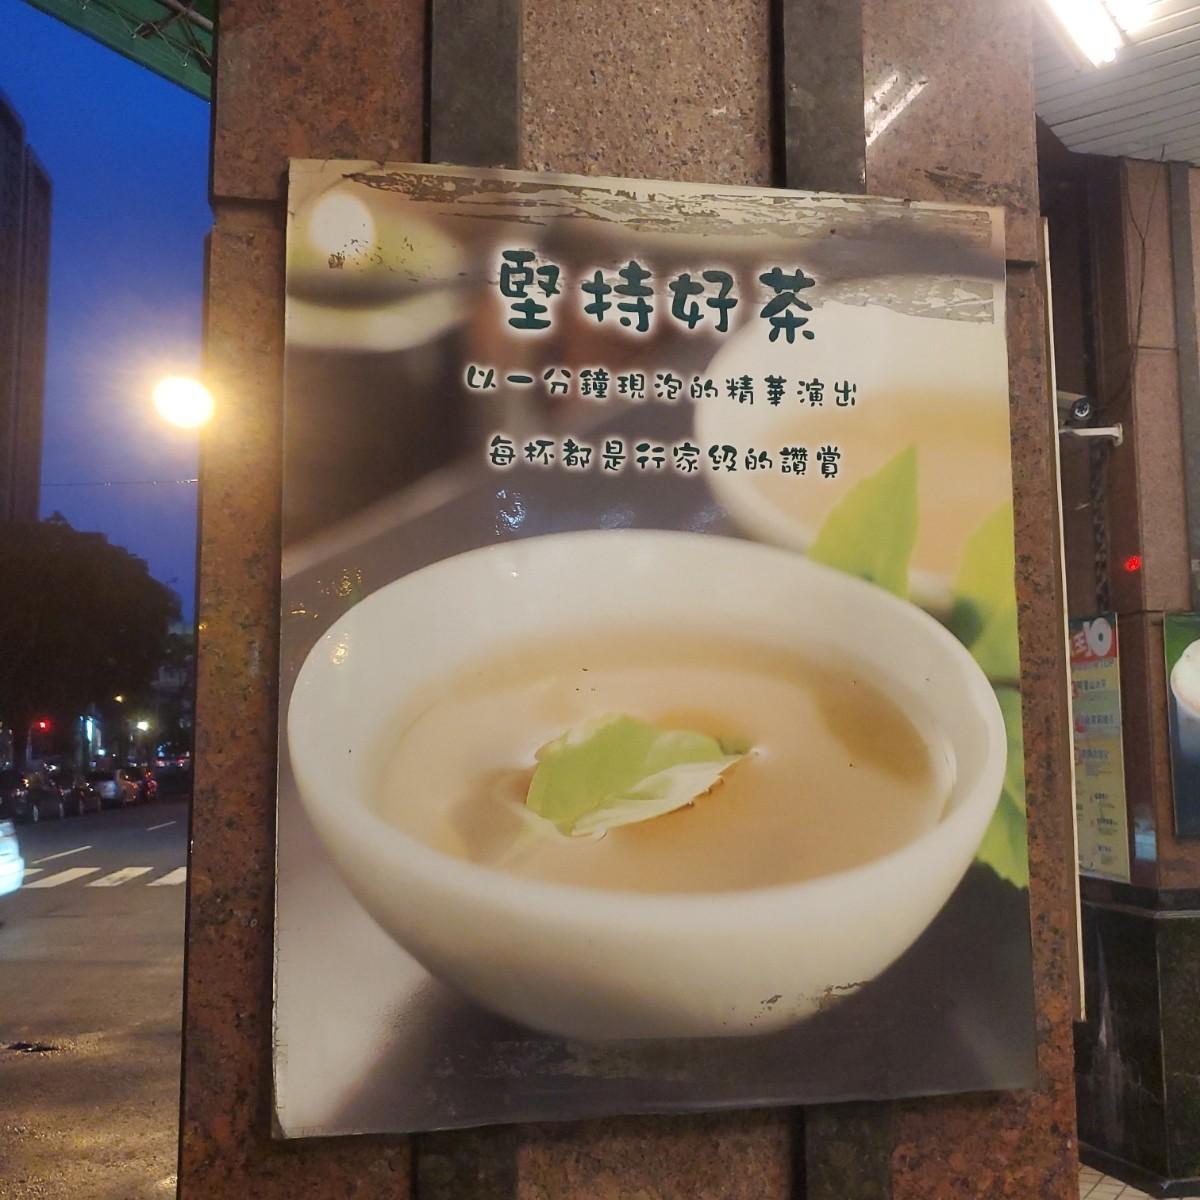 堅持好茶
以一分鐘現泡的精華演出
每杯都是行家級的讚賞
10